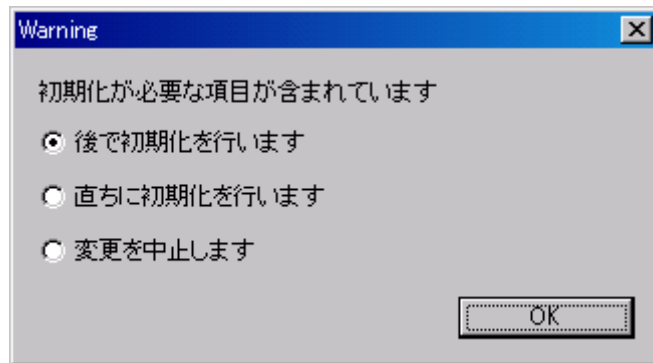 Warning
初期化が必要な項目が含まれています
後で初期化を行います
直ちに初期化を行います
変更を中止します
OK